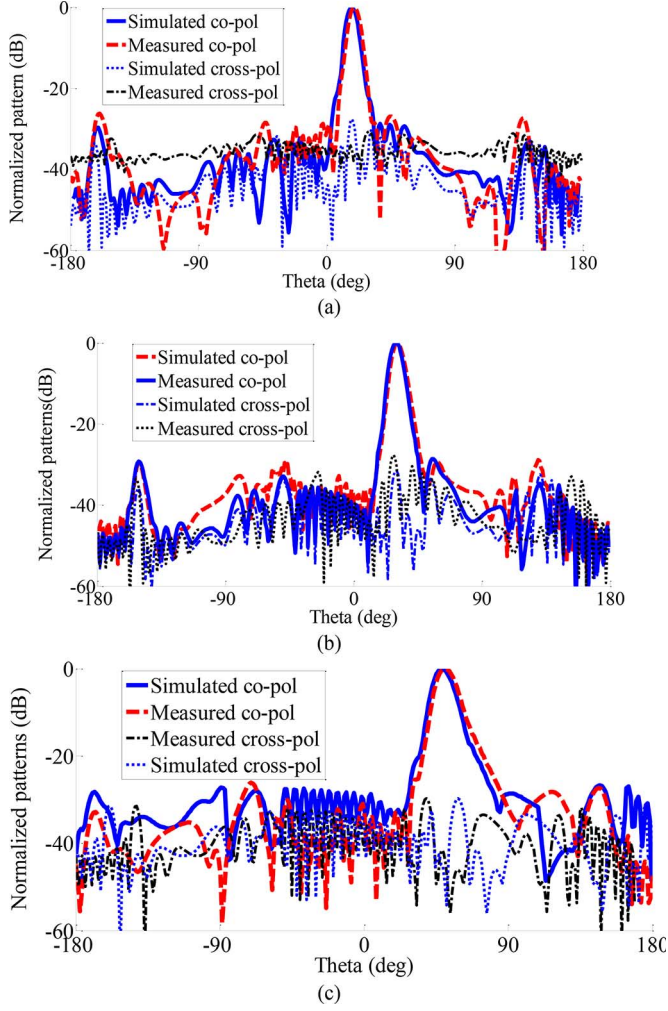 Normalized pattern (dB)
0
-20
-40
-60
Simulated co-pol
Measured co-pol
Simulated cross-pol
Measured cross-pol
-180
-90
0
90
180
Theta (deg)
(a)
Normalized patterns(dB)
0
-20
-40
-60
Simulated co-pol
Measured co-pol
Simulated cross-pol
Measured cross-pol
-180
-90
0
90
180
Theta (deg)
(b)
Normalized patterns (dB)
0
-20
-40
-60
Simulated co-pol
Measured co-pol
Measured cross-pol
Simulated cross-pol
-180
-90
0
90
180
Theta (deg)
(c)